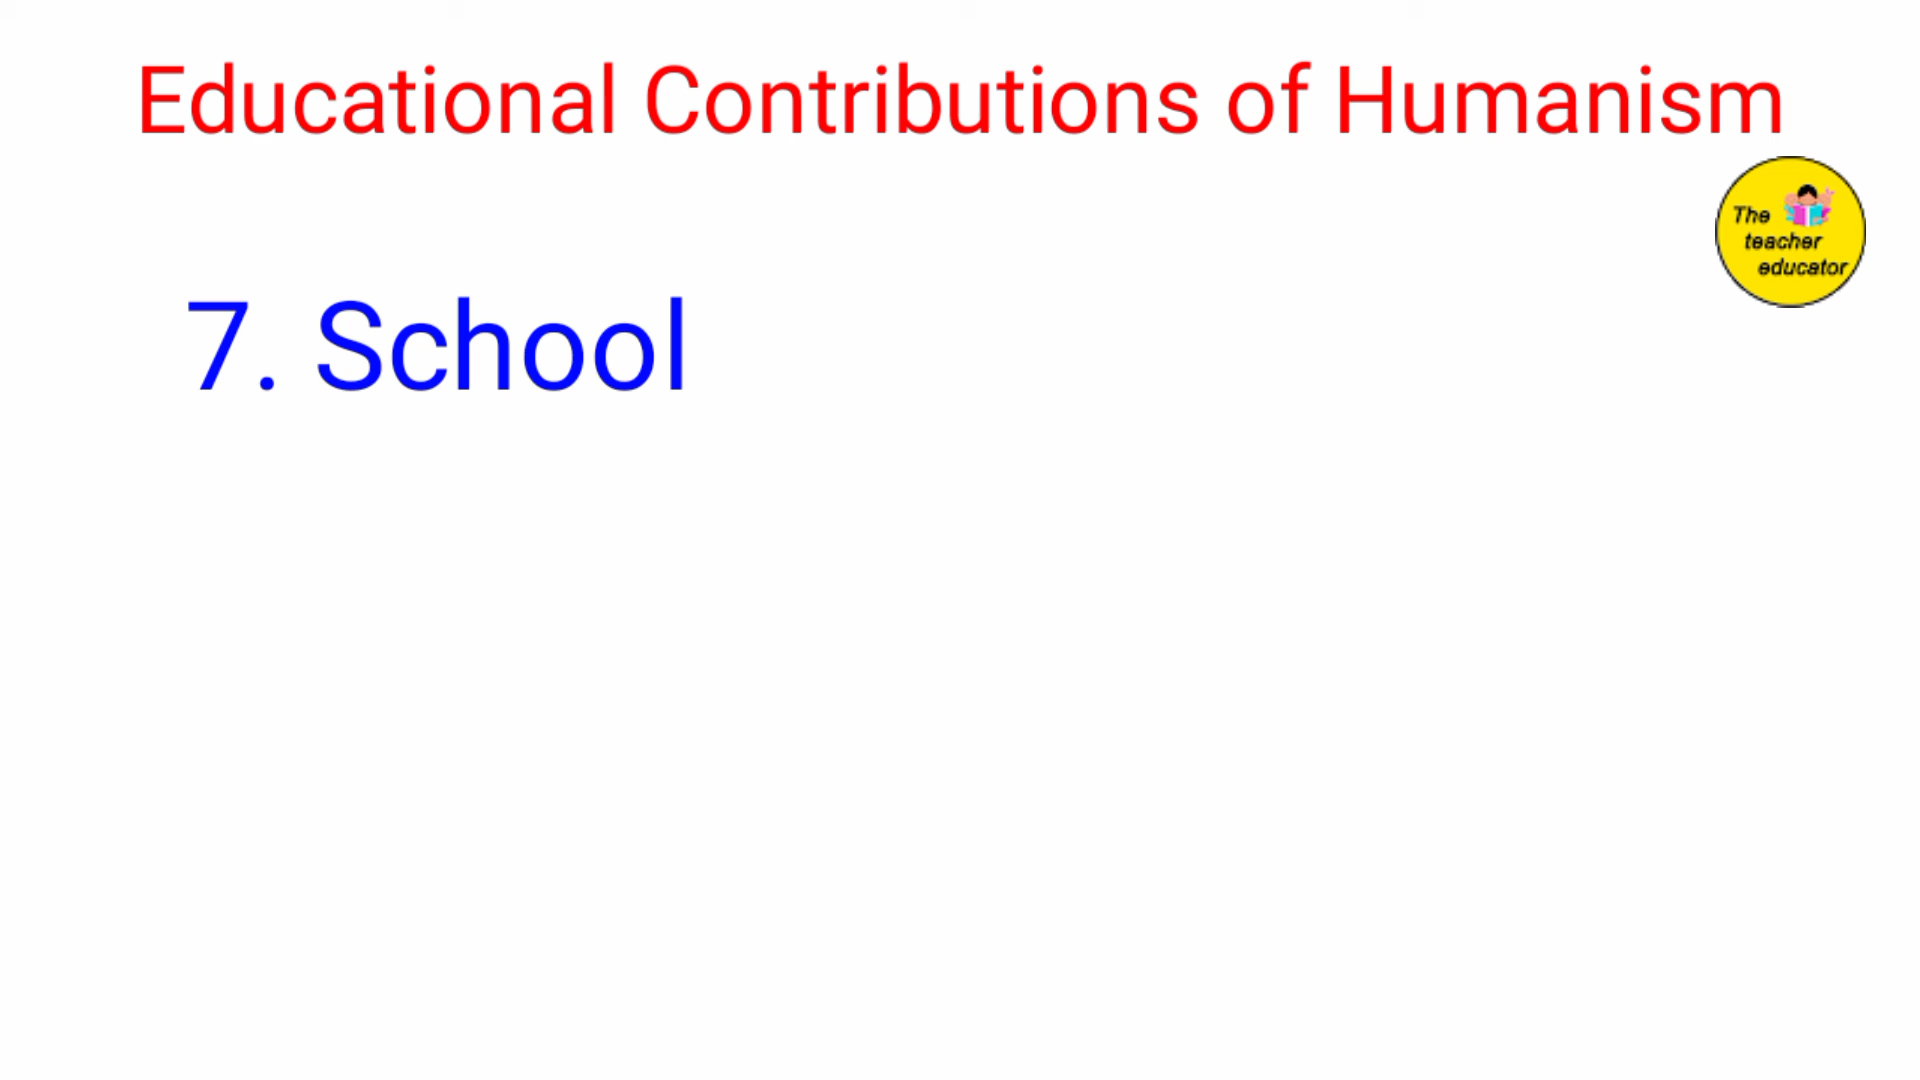 Educational Contributions of Humanism
The
teacher
educator
7. School